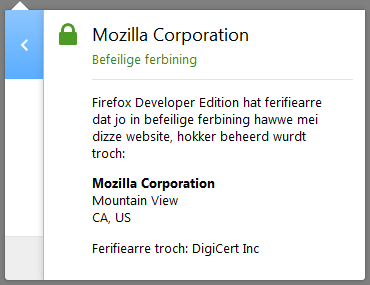 Mozilla Corporation
Befeilige ferbining
Firefox Developer Edition hat ferifiearre
dat jo in befeilige ferbining hawwe mei
dizze website, hokker beheerd wurdt
troch:
Mozilla Corporation
Mountain View
CA, US
Ferifiearre troch: DigiCert Inc